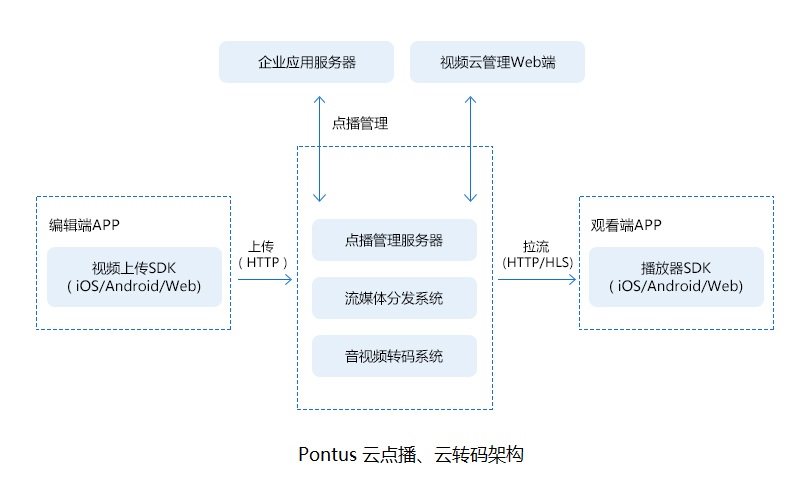 企业应用服务器
视频云管理Web端
点播管理
编辑端APP
视频上传SDK
( iOS/Android/Web)
上传
( HTTP )
点播管理服务器
流媒体分发系统
音视频转码系统
拉流
(HTTP/HLS)
观看端APP
播放器SDK
( iOS/Android/Web)
Pontus 云点播、云转码架构